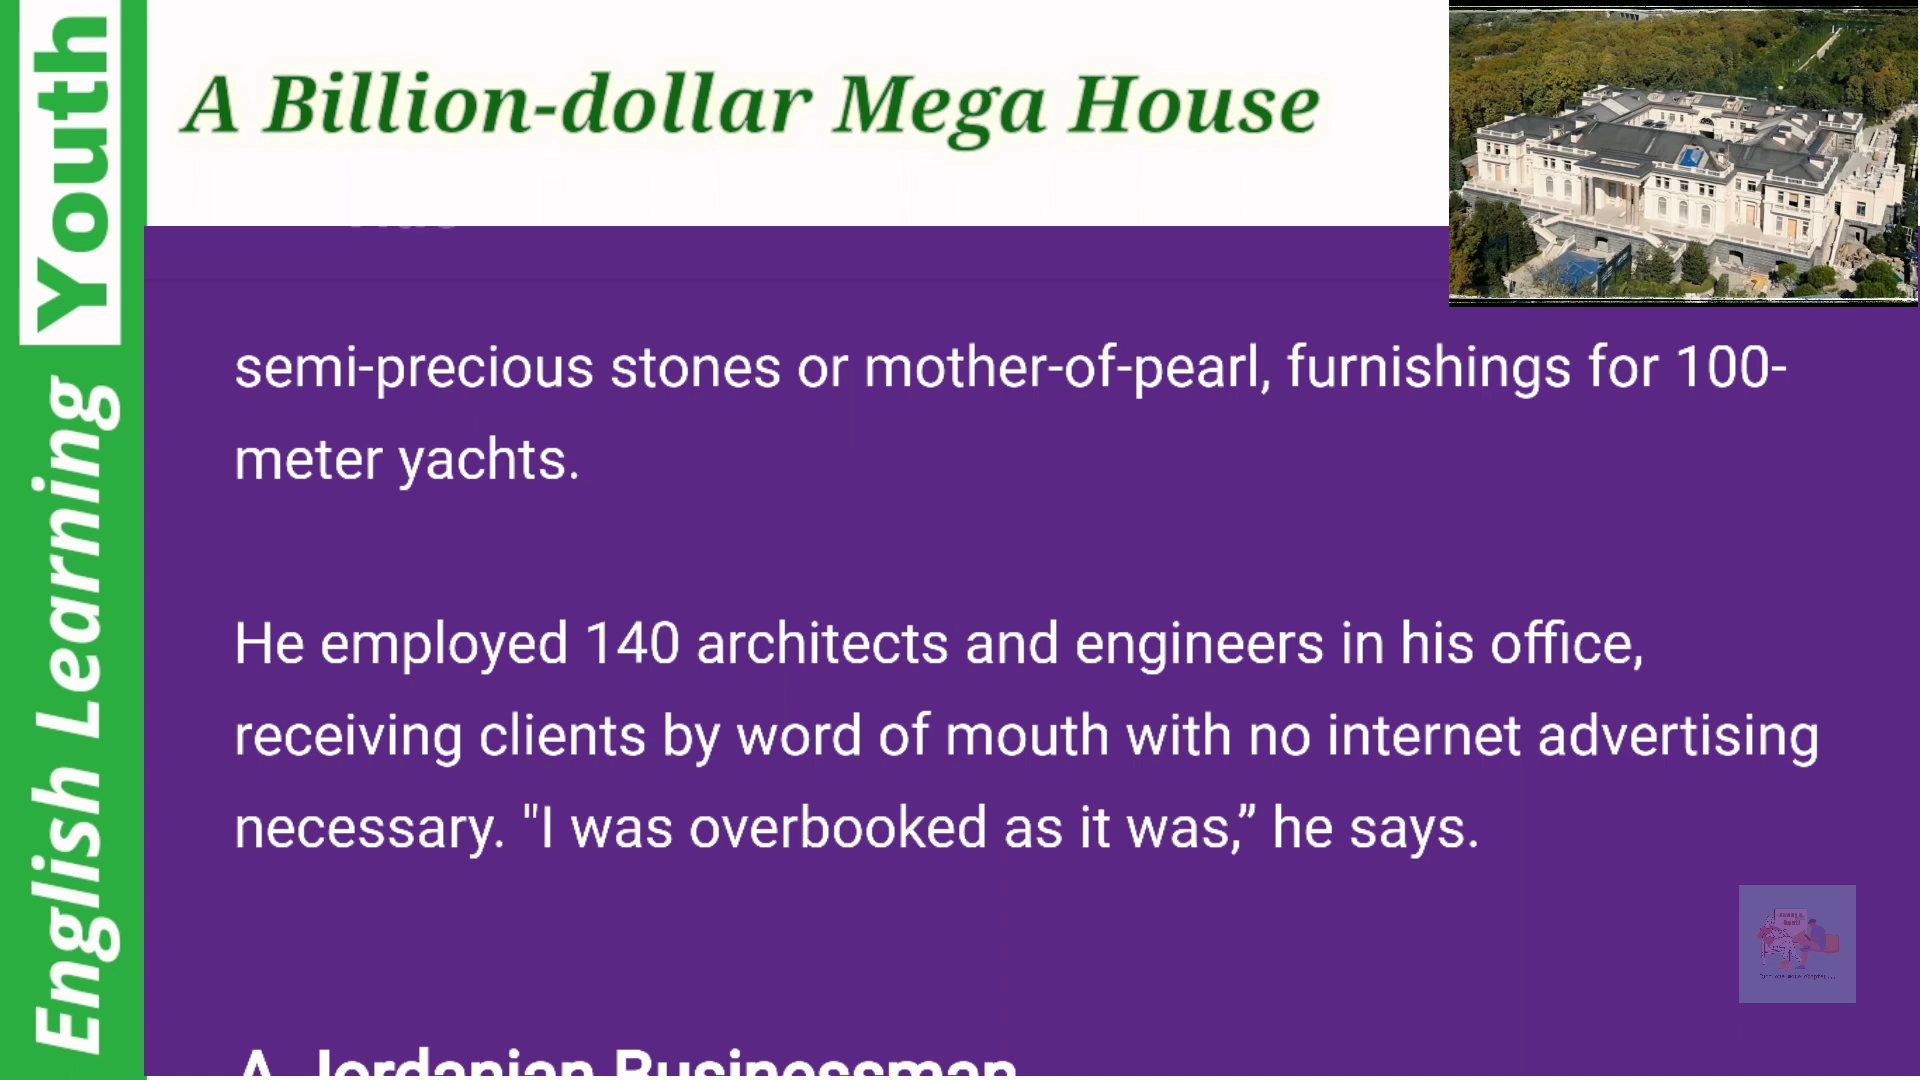 English Learning Youth
A Billion-dollar Mega House
semi-precious stones or mother-of-pearl, furnishings for 100-
meter yachts.
He employed 140 architects and engineers in his office,
receiving clients by word of mouth with no internet advertising
necessary. "I was overbooked as it was,” he says.
A Jordanian Businessman